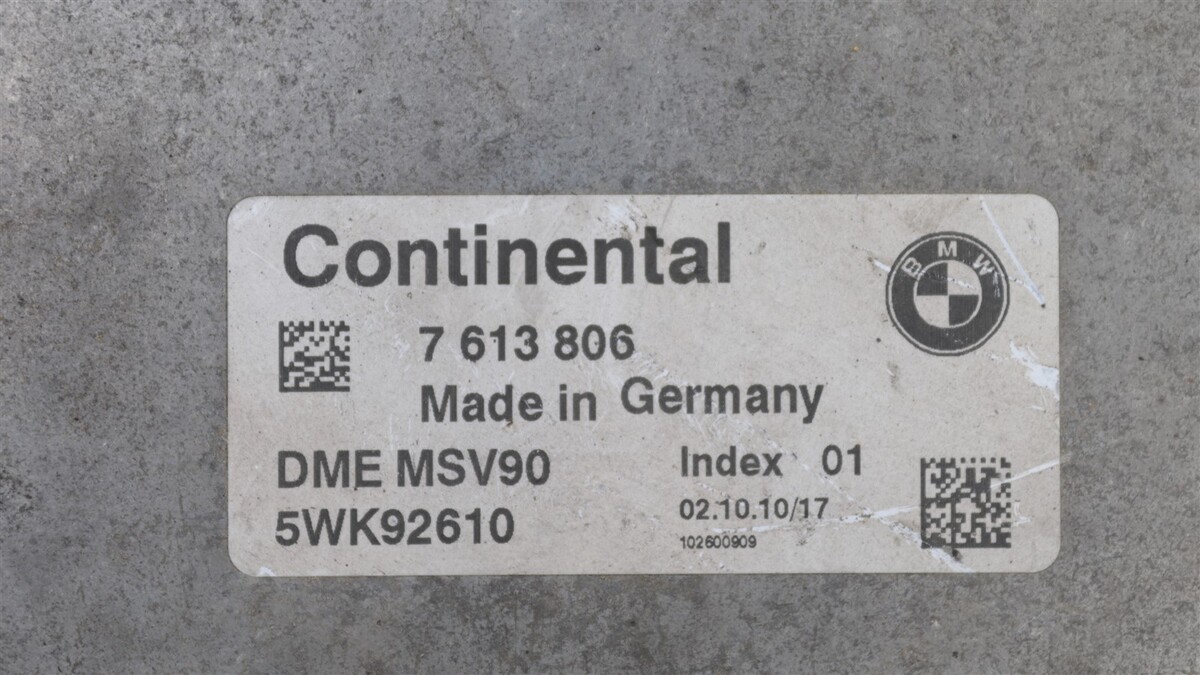 Continental
BMW
7 613 806
Made in Germany
DME MSV90
Index 01
5WK92610
02.10.10/17
102600909